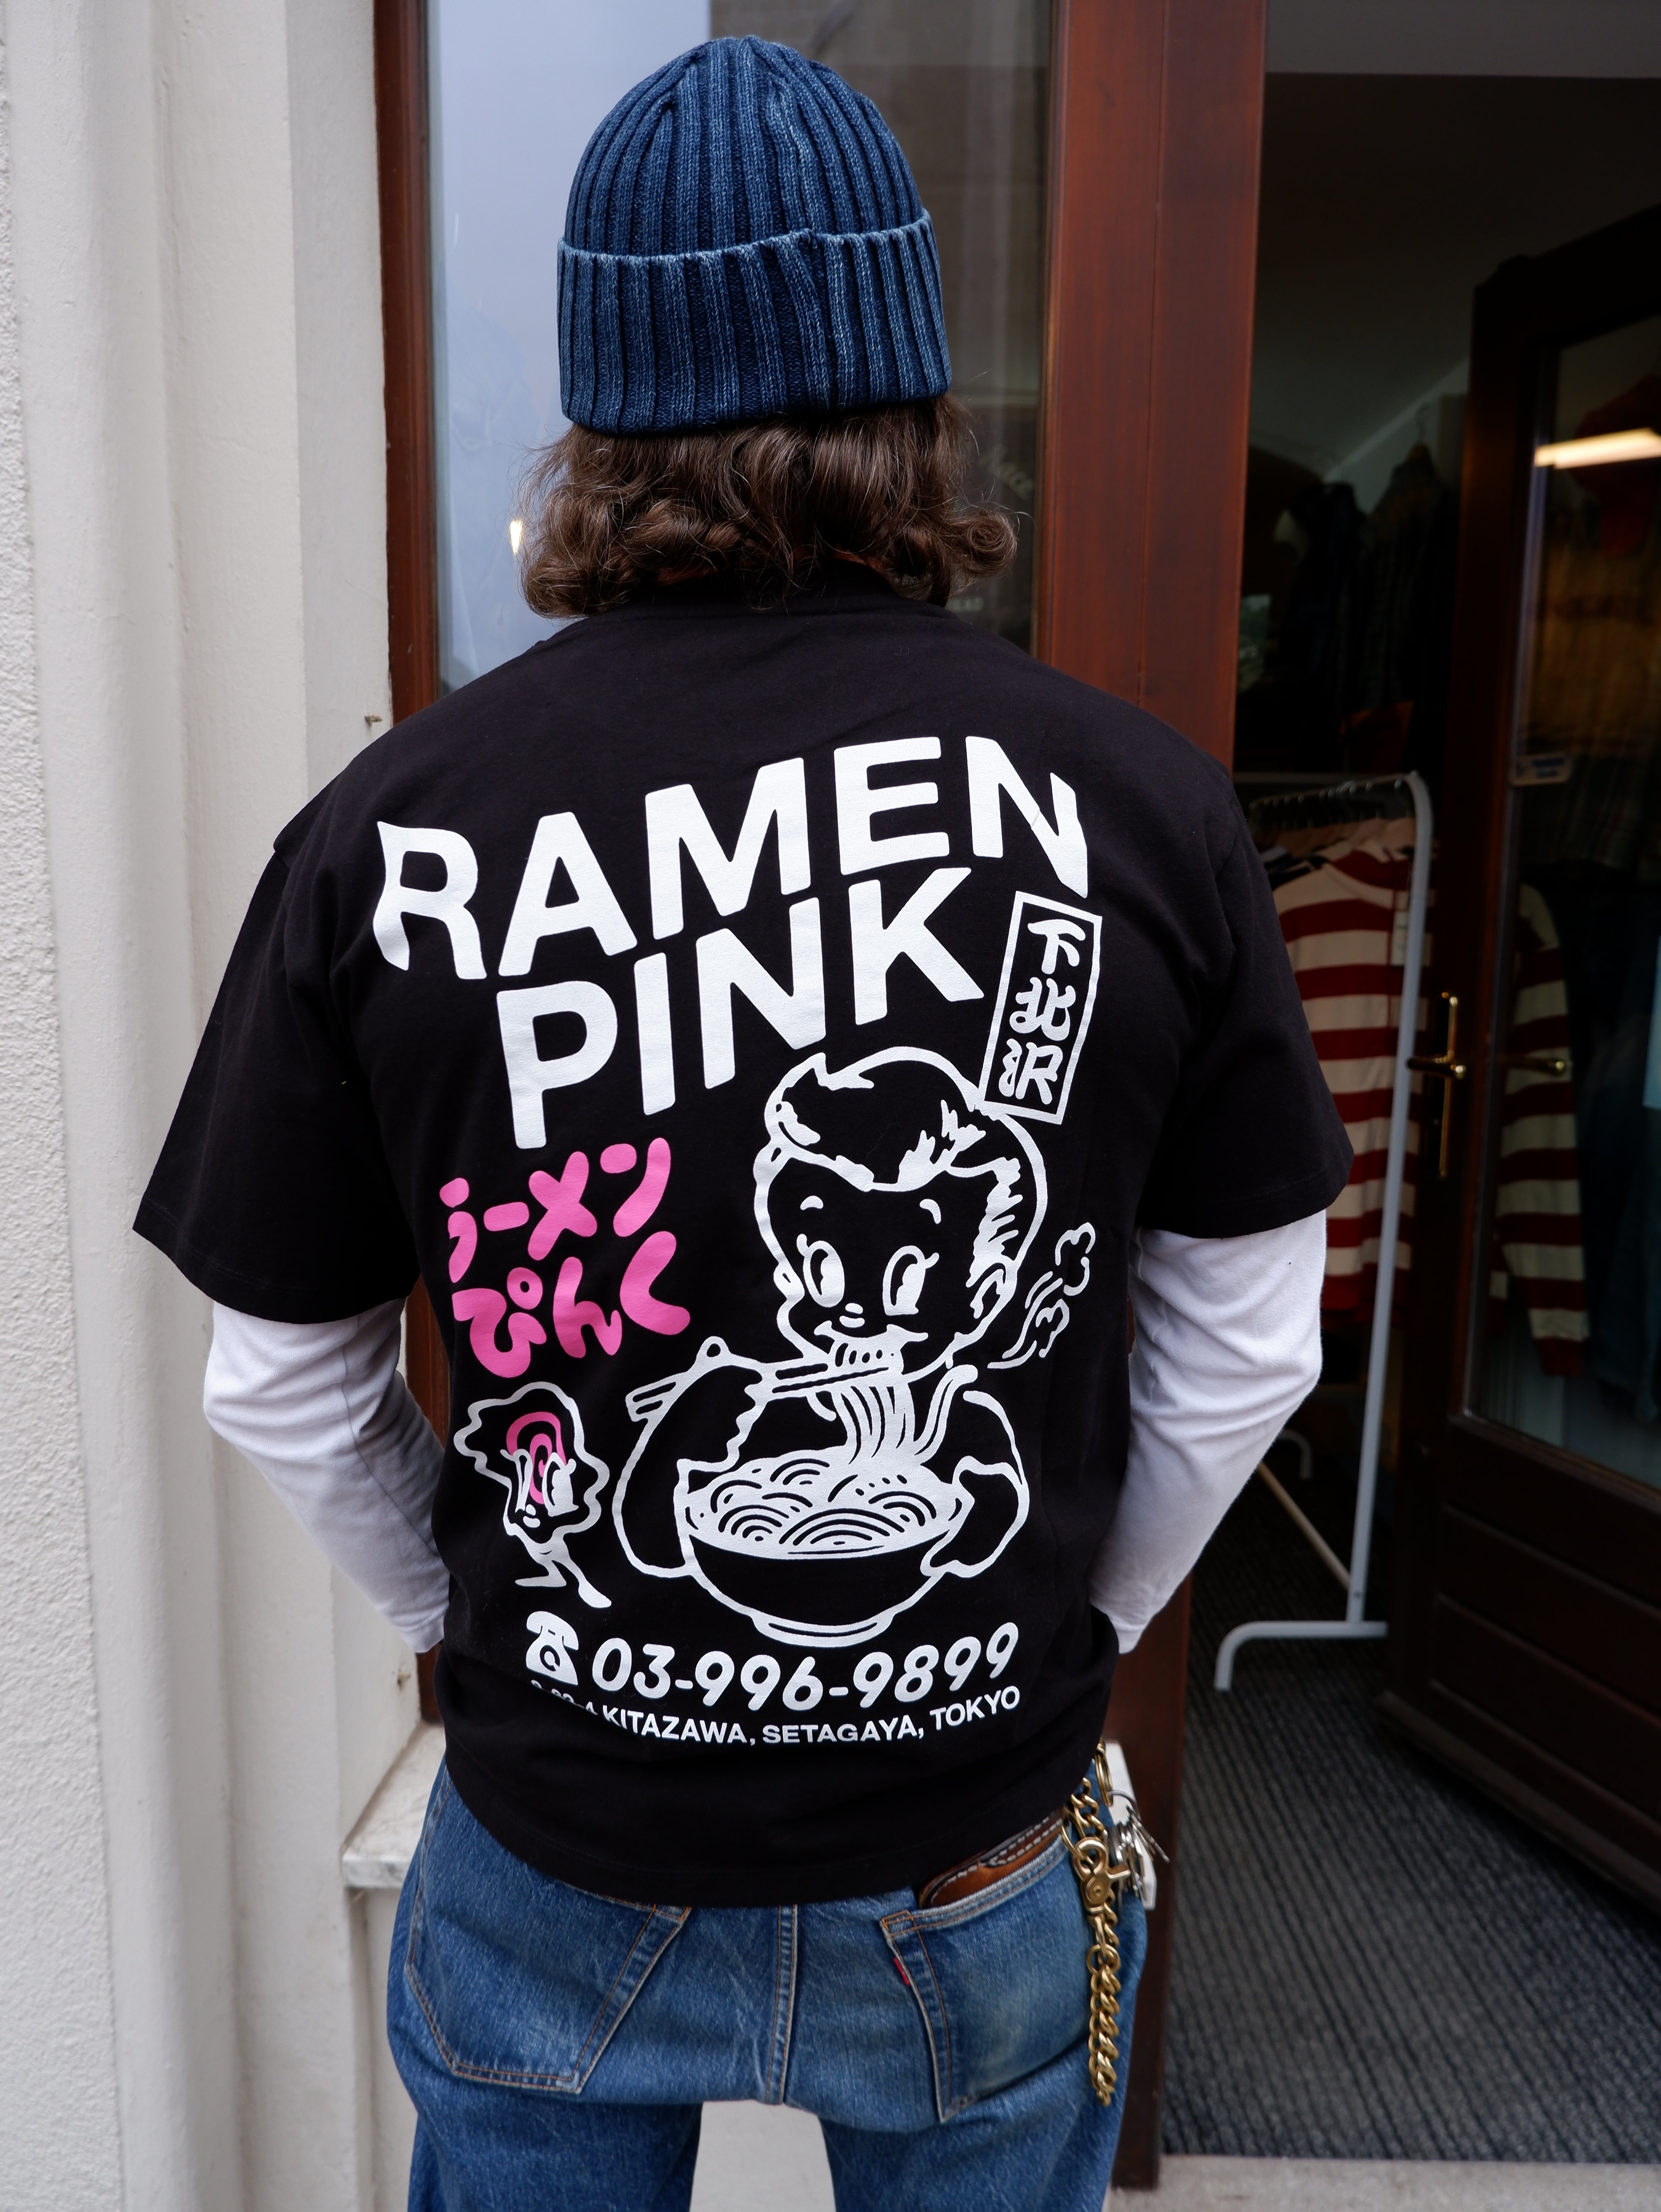 RAMEN
PINK
下北沢
ラーメン
ぴんく
03-996-9899
KITAZAWA, SETAGAYA, TOKYO